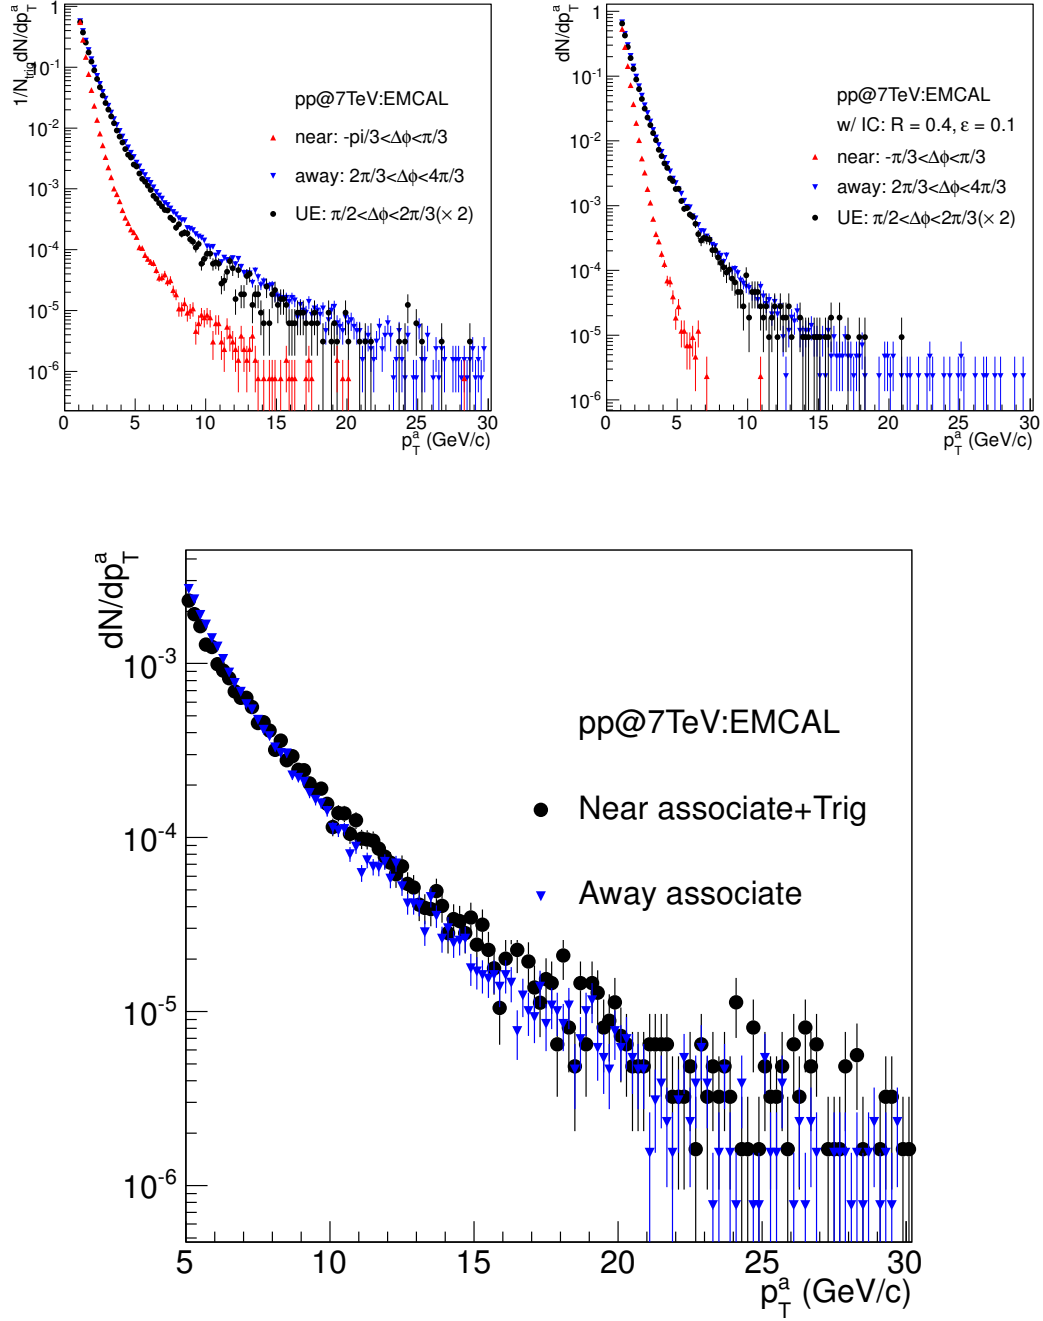 1/N_trig dN/dp_T^a
1
10^-1
10^-2
10^-3
10^-4
10^-5
10^-6
pp@7TeV:EMCAL
near: -pi/3<Δϕ<π/3
away: 2π/3<Δϕ<4π/3
UE: π/2<Δϕ<2π/3(× 2)
0 5 10 15 20 25 30
p_T^a (GeV/c)
dN/dp_T^a
1
10^-1
10^-2
10^-3
10^-4
10^-5
10^-6
pp@7TeV:EMCAL
w/ IC: R = 0.4, ε = 0.1
near: -π/3<Δϕ<π/3
away: 2π/3<Δϕ<4π/3
UE: π/2<Δϕ<2π/3(× 2)
0 5 10 15 20 25 30
p_T^a (GeV/c)
dN/dp_T^a
10^-3
10^-4
10^-5
10^-6
pp@7TeV:EMCAL
Near associate+Trig
Away associate
5 10 15 20 25 30
p_T^a (GeV/c)